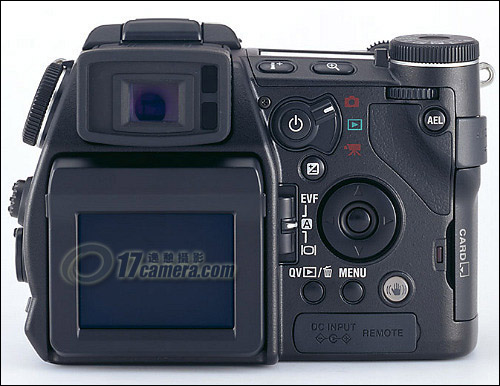 AEL
EVF
A
QV / MENU
CARD
DC INPUT
REMOTE
17camera.com